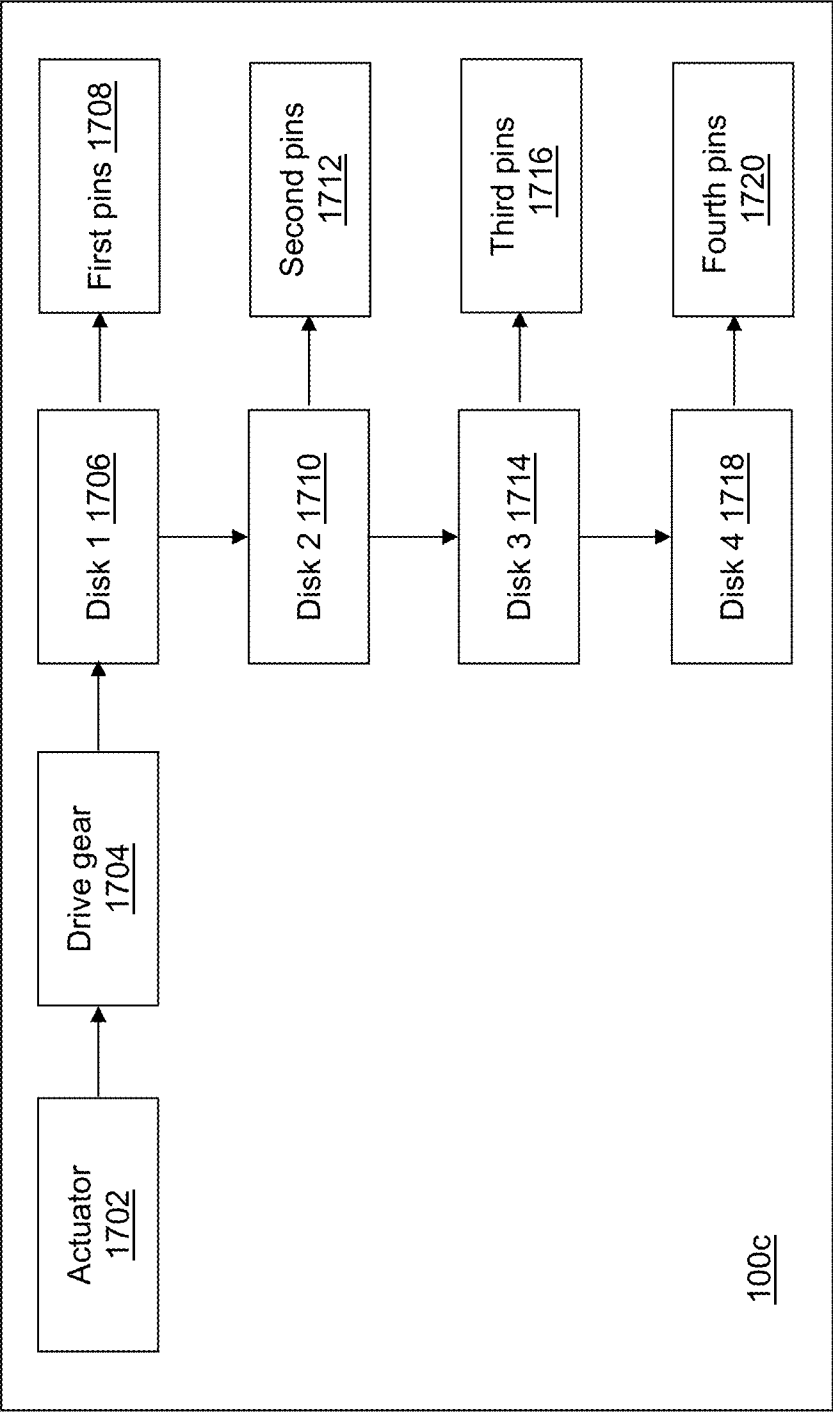 Actuator
1702
Drive gear
1704
Disk 1 1706
First pins 1708
Disk 2 1710
Second pins
1712
Disk 3 1714
Third pins
1716
Disk 4 1718
Fourth pins
1720
100c